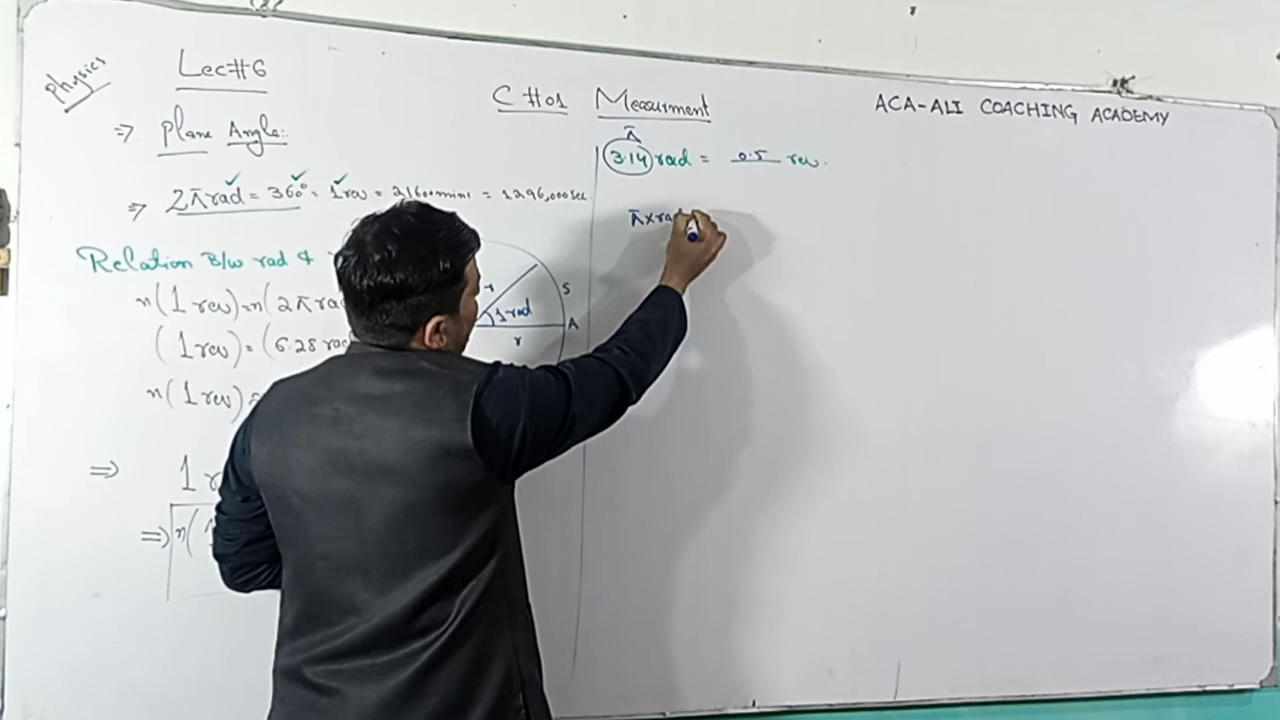 Physics
Lec#6
C#01 Measurment
ACA-ALI COACHING ACADEMY
⇒ Plane Angle:
⇒ 2π rad = 360° = 1 rev = 21600 mins = 1296,000 sec.
Relation B/w rad &
n(1 rev) = n(2π rad
(1 rev) = (6.28 rad
n(1 rev) =
⇒ 1 r
⇒ n(
r
1 rad
S
A
r
π
3.14 rad = 0.5 rev.
π × rad